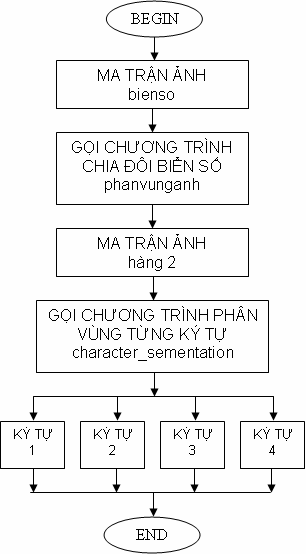 BEGIN
MA TRẬN ẢNH
bienso
GỌI CHƯƠNG TRÌNH
CHIA ĐÔI BIỂN SỐ
phanvunganh
MA TRẬN ẢNH
hàng 2
GỌI CHƯƠNG TRÌNH PHÂN
VÙNG TỪNG KÝ TỰ
character_sementation
KÝ TỰ
1
KÝ TỰ
2
KÝ TỰ
3
KÝ TỰ
4
END